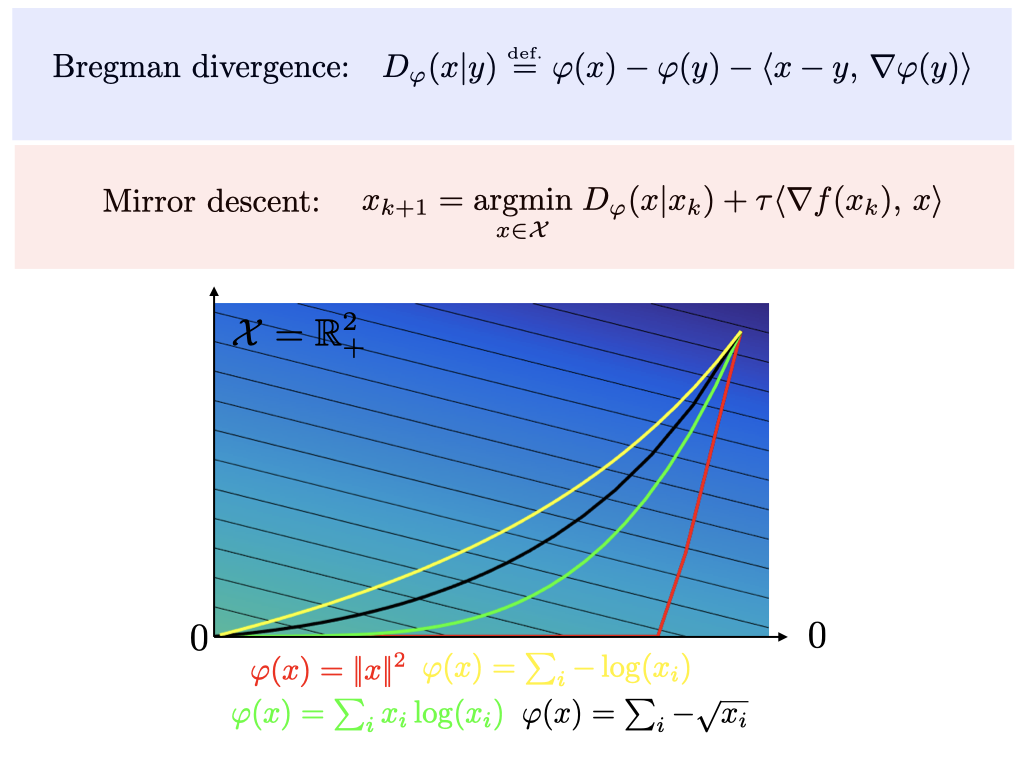 Bregman divergence: D_φ(x|y) ≝ φ(x) − φ(y) − ⟨x − y, ∇φ(y)⟩
Mirror descent: x_{k+1} = argmin_{x∈𝒳} D_φ(x|x_k) + τ⟨∇f(x_k), x⟩
𝒳 = ℝ²₊
0 0
φ(x) = ‖x‖² φ(x) = ∑_i − log(x_i)
φ(x) = ∑_i x_i log(x_i) φ(x) = ∑_i −√x_i